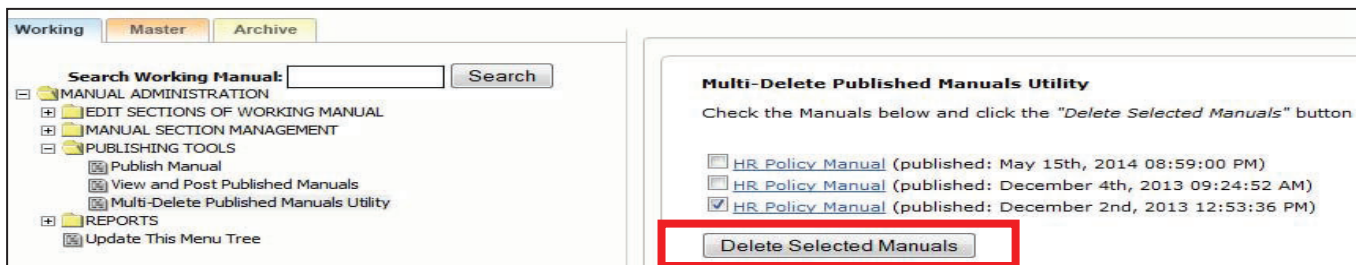 Working Master Archive
Search Working Manual: Search
MANUAL ADMINISTRATION
EDIT SECTIONS OF WORKING MANUAL
MANUAL SECTION MANAGEMENT
PUBLISHING TOOLS
Publish Manual
View and Post Published Manuals
Multi-Delete Published Manuals Utility
REPORTS
Update This Menu Tree
Multi-Delete Published Manuals Utility
Check the Manuals below and click the "Delete Selected Manuals" button
HR Policy Manual (published: May 15th, 2014 08:59:00 PM)
HR Policy Manual (published: December 4th, 2013 09:24:52 AM)
HR Policy Manual (published: December 2nd, 2013 12:53:36 PM)
Delete Selected Manuals